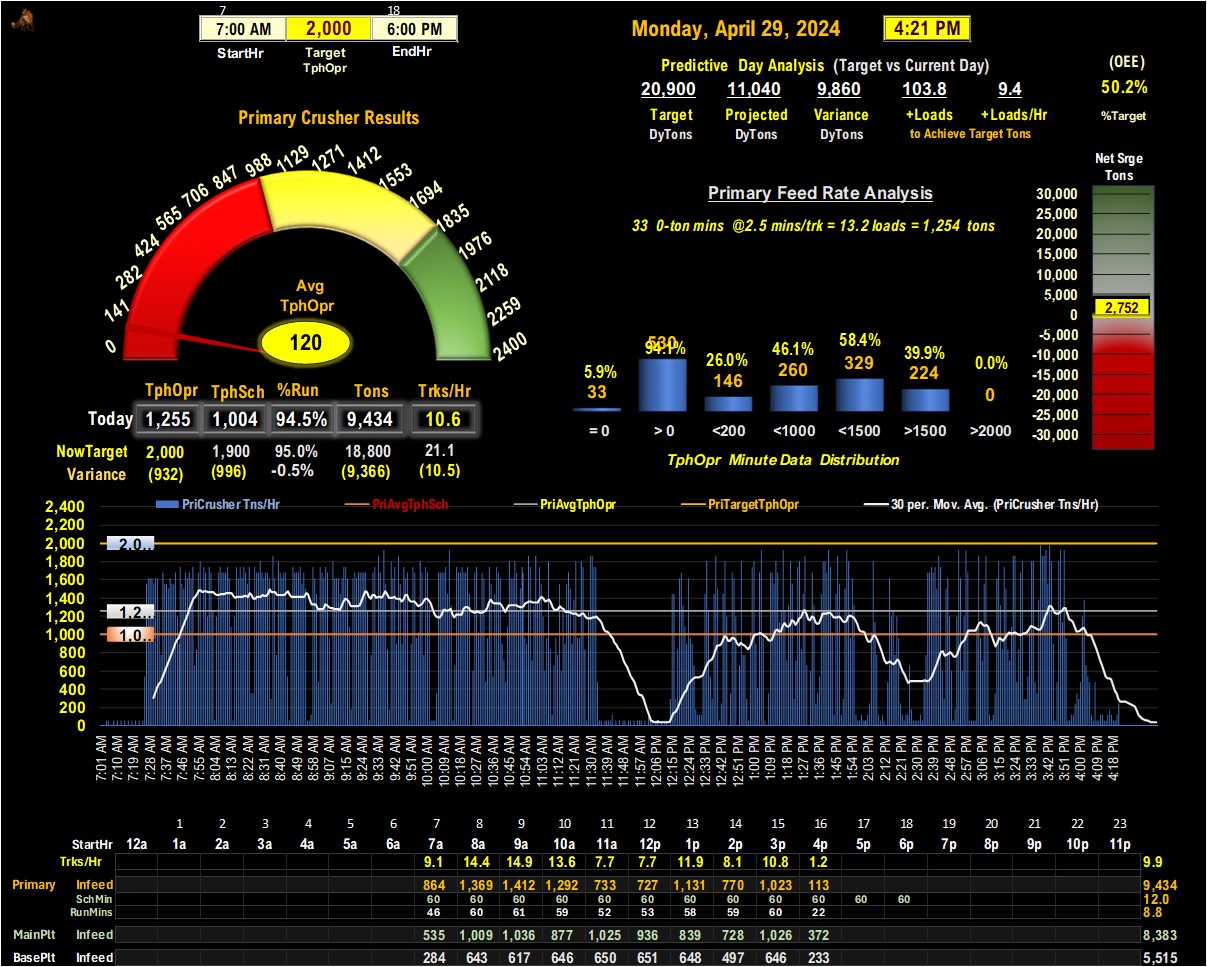 7 18
7:00 AM 2,000 6:00 PM
StartHr Target TphOpr EndHr
Monday, April 29, 2024 4:21 PM
Predictive Day Analysis (Target vs Current Day)
20,900 11,040 9,860 103.8 9.4
Target Projected Variance +Loads +Loads/Hr
DyTons DyTons DyTons to Achieve Target Tons
(OEE)
50.2%
%Target
Primary Crusher Results
0 141 282 424 565 706 847 988 1129 1271 1412 1553 1694 1835 1976 2118 2259 2400
Avg
TphOpr
120
TphOpr TphSch %Run Tons Trks/Hr
Today 1,255 1,004 94.5% 9,434 10.6
NowTarget 2,000 1,900 95.0% 18,800 21.1
Variance (932) (996) -0.5% (9,366) (10.5)
Primary Feed Rate Analysis
33 0-ton mins @2.5 mins/trk = 13.2 loads = 1,254 tons
5.9% 94.1% 26.0% 46.1% 58.4% 39.9% 0.0%
33 530 146 260 329 224 0
= 0 > 0 <200 <1000 <1500 >1500 >2000
TphOpr Minute Data Distribution
Net Srge
Tons
30,000
25,000
20,000
15,000
10,000
5,000
2,752
0
-5,000
-10,000
-15,000
-20,000
-25,000
-30,000
PriCrusher Tns/Hr PriAvgTphSch PriAvgTphOpr PriTargetTphOpr 30 per. Mov. Avg. (PriCrusher Tns/Hr)
2,400
2,200
2,000 2,0..
1,800
1,600
1,400
1,200 1,2..
1,000 1,0..
800
600
400
200
0
7:01 AM 7:10 AM 7:19 AM 7:28 AM 7:37 AM 7:46 AM 7:55 AM 8:04 AM 8:13 AM 8:22 AM 8:31 AM 8:40 AM 8:49 AM 8:58 AM 9:07 AM 9:15 AM 9:24 AM 9:33 AM 9:42 AM 9:51 AM 10:00 AM 10:09 AM 10:18 AM 10:27 AM 10:36 AM 10:45 AM 10:54 AM 11:03 AM 11:12 AM 11:21 AM 11:30 AM 11:39 AM 11:48 AM 11:57 AM 12:06 PM 12:15 PM 12:24 PM 12:33 PM 12:42 PM 12:51 PM 1:00 PM 1:09 PM 1:18 PM 1:27 PM 1:36 PM 1:45 PM 1:54 PM 2:03 PM 2:12 PM 2:21 PM 2:30 PM 2:39 PM 2:48 PM 2:57 PM 3:06 PM 3:15 PM 3:24 PM 3:33 PM 3:42 PM 3:51 PM 4:00 PM 4:09 PM 4:18 PM
1 2 3 4 5 6 7 8 9 10 11 12 13 14 15 16 17 18 19 20 21 22 23
StartHr 12a 1a 2a 3a 4a 5a 6a 7a 8a 9a 10a 11a 12p 1p 2p 3p 4p 5p 6p 7p 8p 9p 10p 11p
Trks/Hr 9.1 14.4 14.9 13.6 7.7 7.7 11.9 8.1 10.8 1.2 9.9
Primary Infeed 864 1,369 1,412 1,292 733 727 1,131 770 1,023 113 9,434
SchMin 60 60 60 60 60 60 60 60 60 60 60 60 12.0
RunMins 46 60 61 59 52 53 58 59 60 22 8.8
MainPlt Infeed 535 1,009 1,036 877 1,025 936 839 728 1,026 372 8,383
BasePlt Infeed 284 643 617 646 650 651 648 497 646 233 5,515